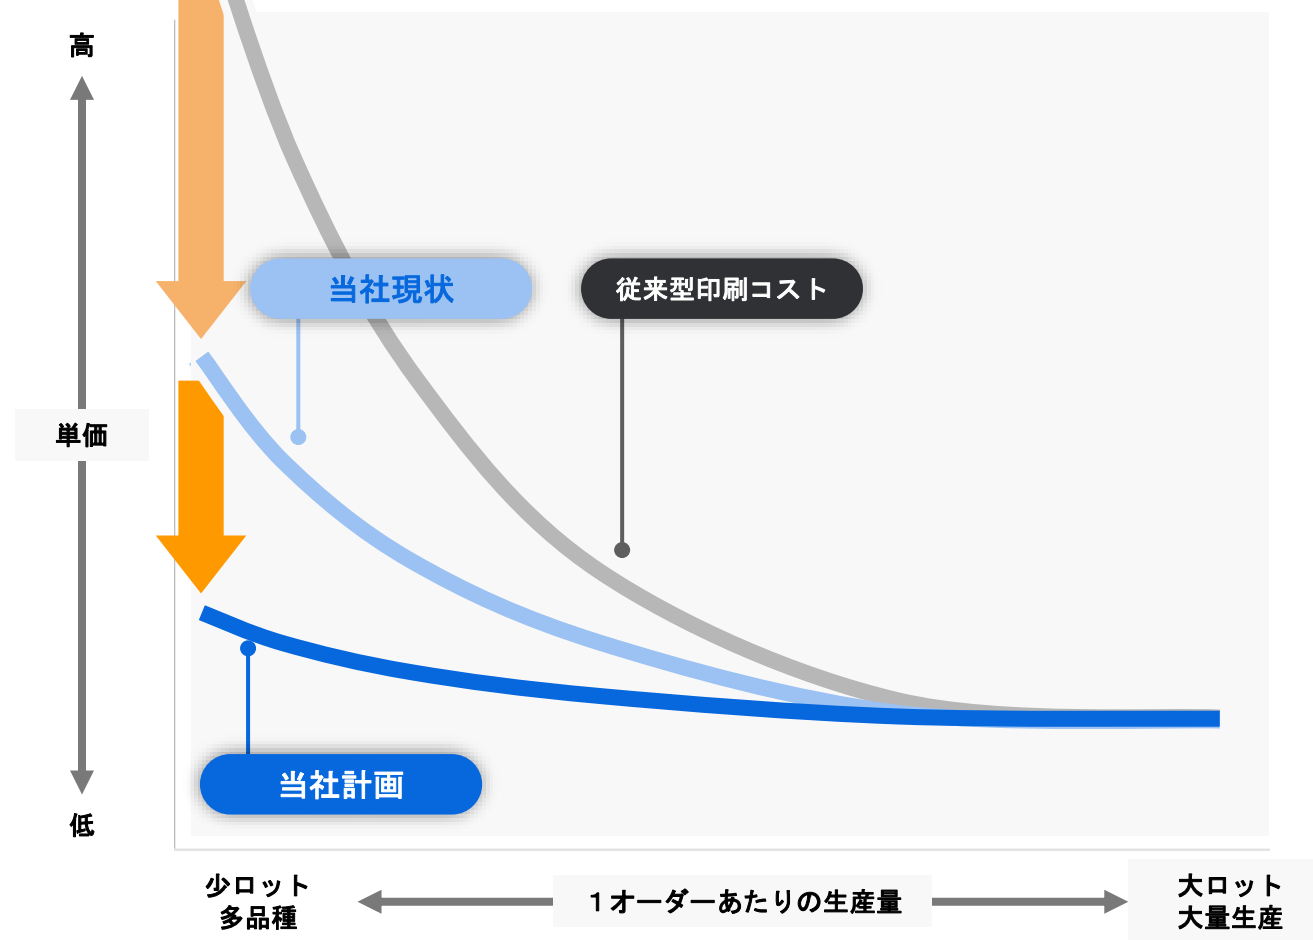 高
当社現状
従来型印刷コスト
単価
当社計画
低
少ロット
多品種
１オーダーあたりの生産量
大ロット
大量生産